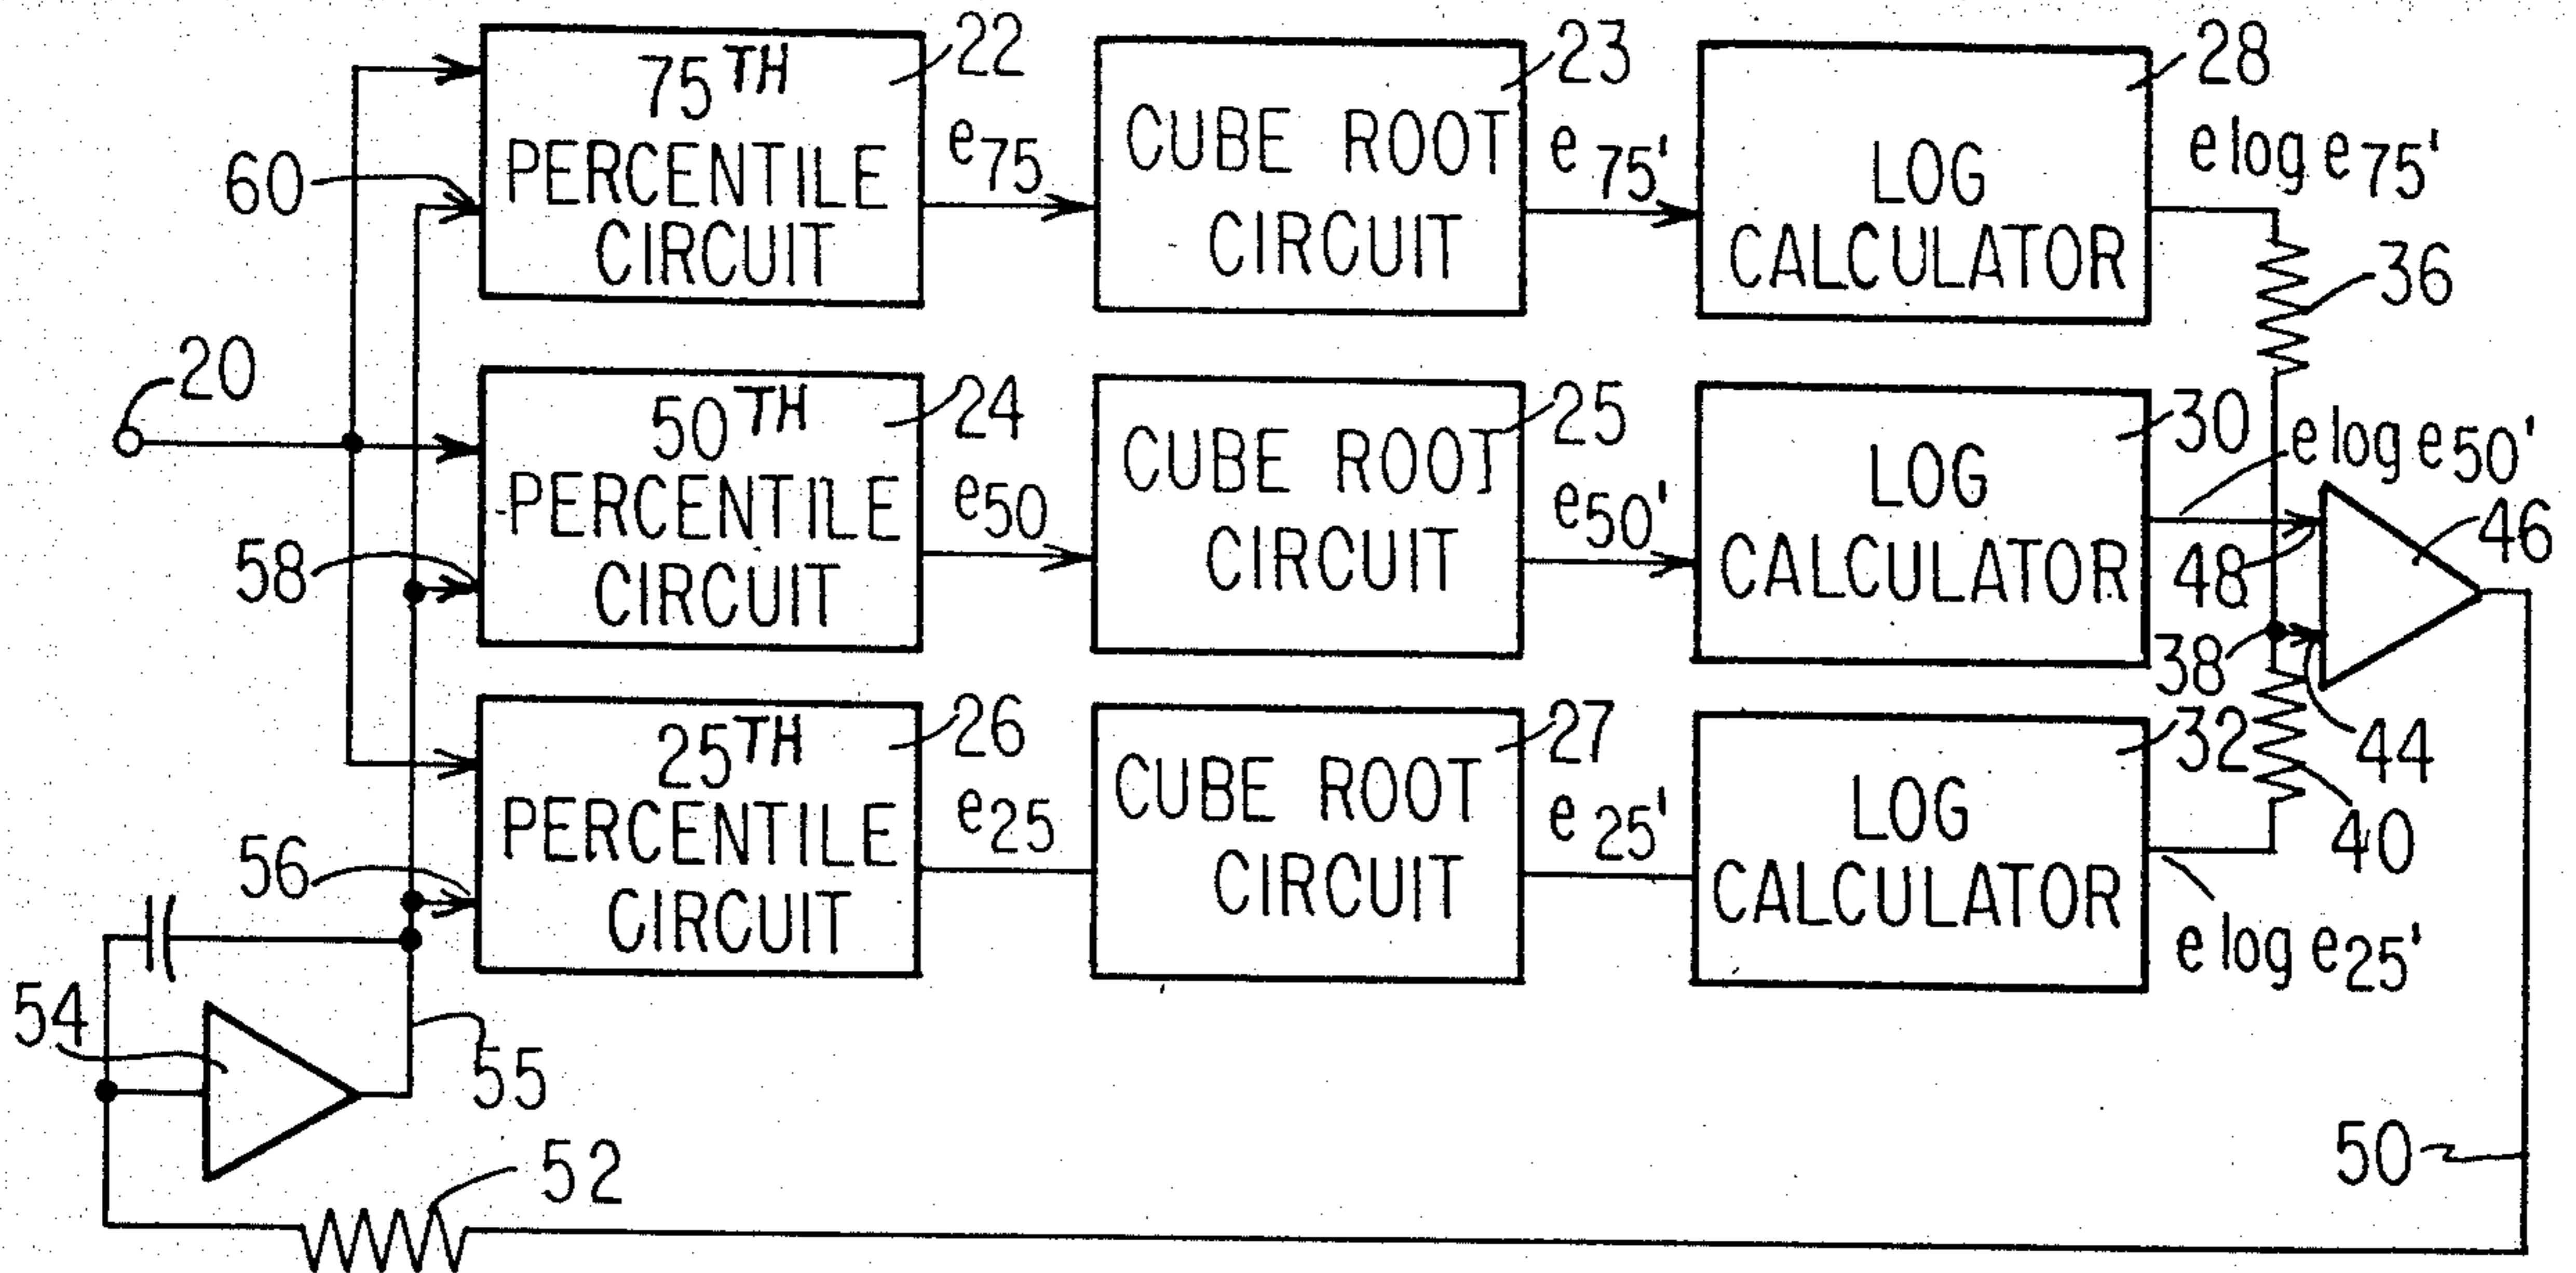 75TH
PERCENTILE
CIRCUIT
22
e75
60
CUBE ROOT
CIRCUIT
23
e75'
LOG
CALCULATOR
28
e log e75'
36
20
50TH
PERCENTILE
CIRCUIT
24
e50
58
CUBE ROOT
CIRCUIT
25
e50'
LOG
CALCULATOR
30
e log e50'
48
46
38
44
25TH
PERCENTILE
CIRCUIT
26
e25
56
CUBE ROOT
CIRCUIT
27
e25'
LOG
CALCULATOR
32
40
e log e25'
54
55
52
50